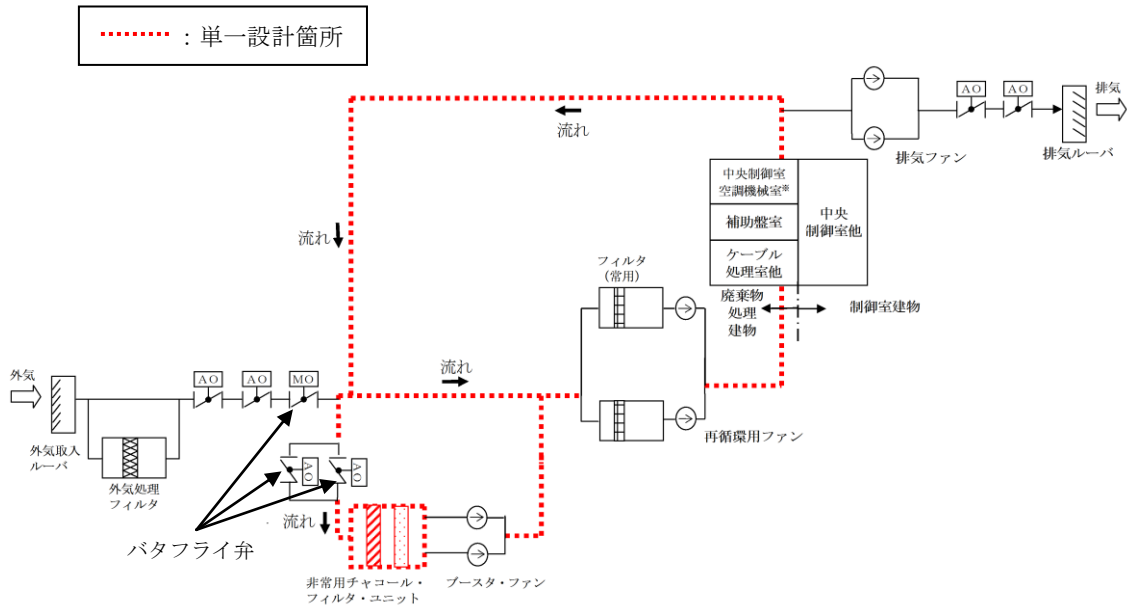 ：単一設計箇所
AO
AO
排気
流れ
排気ファン
排気ルーバ
中央制御室
空調機械室※
補助盤室
ケーブル
処理室他
中央
制御室他
流れ
フィルタ
（常用）
廃棄物
処理
建物
制御室建物
外気
AO
AO
MO
流れ
外気取入
ルーバ
外気処理
フィルタ
再循環用ファン
AO
AO
流れ
バタフライ弁
非常用チャコール・
フィルタ・ユニット
ブースタ・ファン